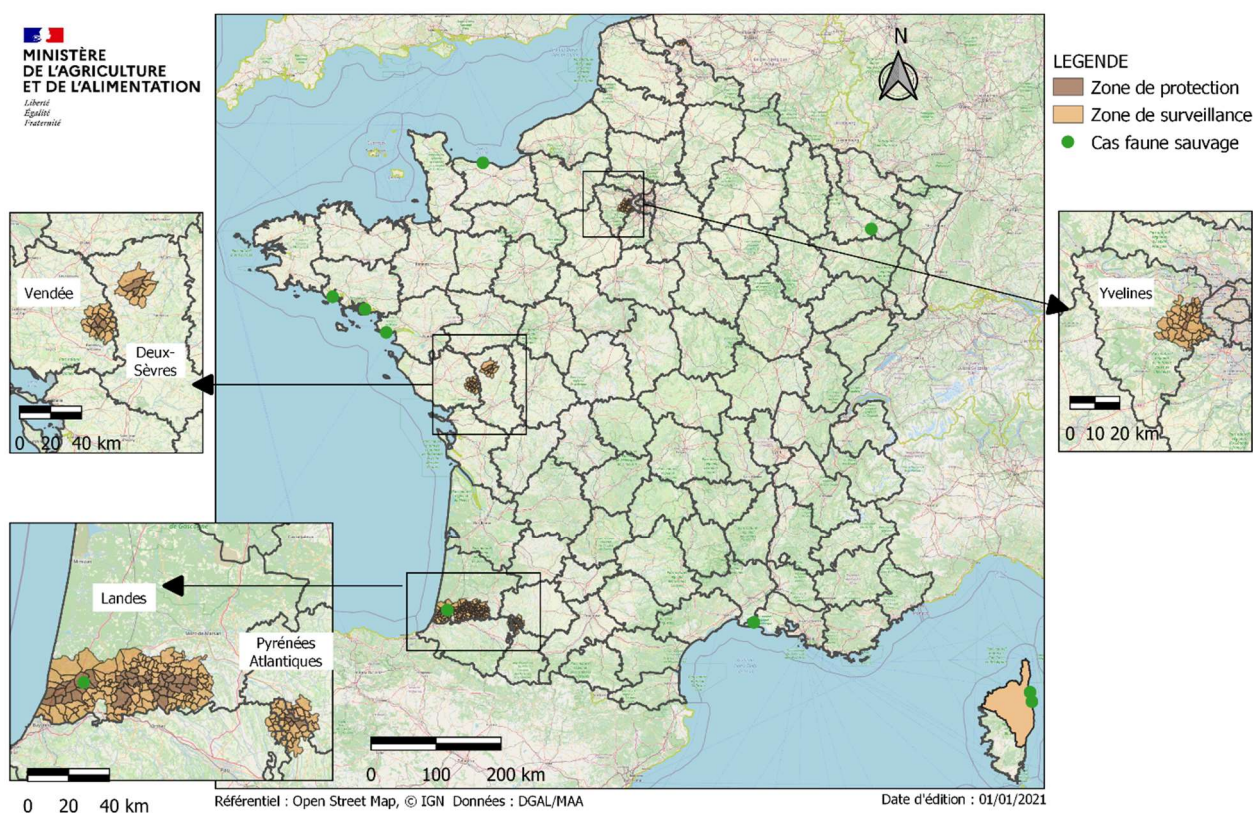 MINISTÈRE
DE L'AGRICULTURE
ET DE L'ALIMENTATION
Liberté
Égalité
Fraternité
N
LEGENDE
Zone de protection
Zone de surveillance
Cas faune sauvage
Vendée
Deux-
Sèvres
0 20 40 km
Yvelines
0 10 20 km
Landes
Pyrénées
Atlantiques
0 20 40 km
0 100 200 km
Référentiel : Open Street Map, © IGN Données : DGAL/MAA
Date d'édition : 01/01/2021